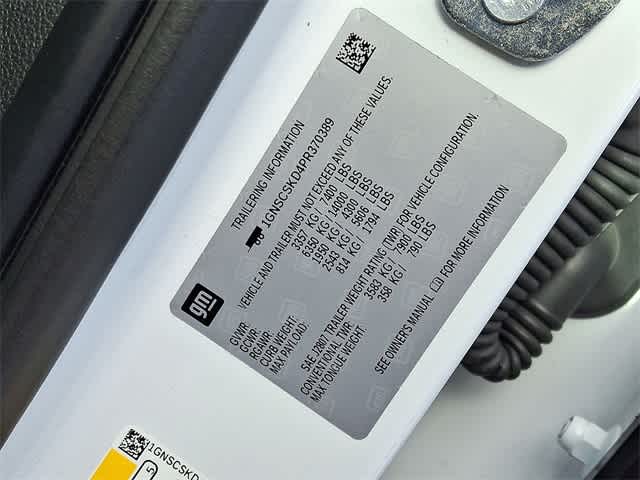 TRAILERING INFORMATION
1GNSCSKD4PR370389
VEHICLE AND TRAILER MUST NOT EXCEED ANY OF THESE VALUES.
GVWR: 3357 KG / 7400 LBS
GCWR: 6350 KG / 14000 LBS
RGAWR: 1950 KG / 4300 LBS
CURB WEIGHT: 2543 KG / 5606 LBS
MAX PAYLOAD: 814 KG / 1794 LBS
SAE J2807 TRAILER WEIGHT RATING (TWR) FOR VEHICLE CONFIGURATION.
CONVENTIONAL TWR: 3583 KG / 7900 LBS
MAX TONGUE WEIGHT: 358 KG / 790 LBS
SEE OWNER'S MANUAL FOR MORE INFORMATION
gm
1GNSCSKD
5